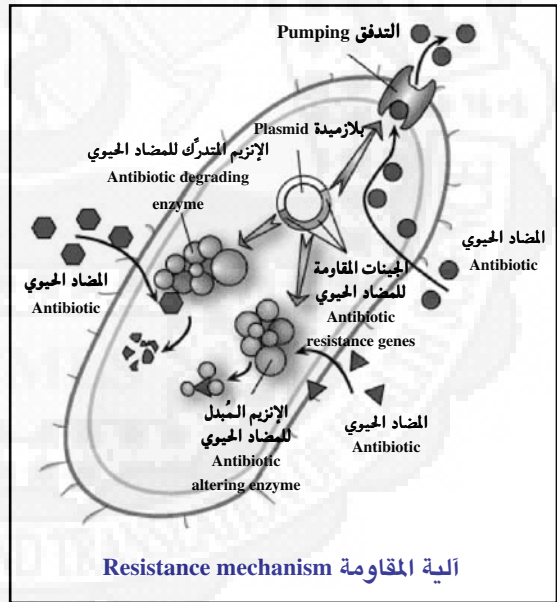 Pumping التدفق
Plasmid بلازميدة
الإنزيم المتدرّك للمضاد الحيوي
Antibiotic degrading
enzyme
المضاد الحيوي
Antibiotic
المضاد الحيوي
Antibiotic
الجينات المقاومة
للمضاد الحيوي
Antibiotic
resistance genes
المضاد الحيوي
Antibiotic
الإنزيم المُبدل
للمضاد الحيوي
Antibiotic
altering enzyme
Resistance mechanism آلية المقاومة